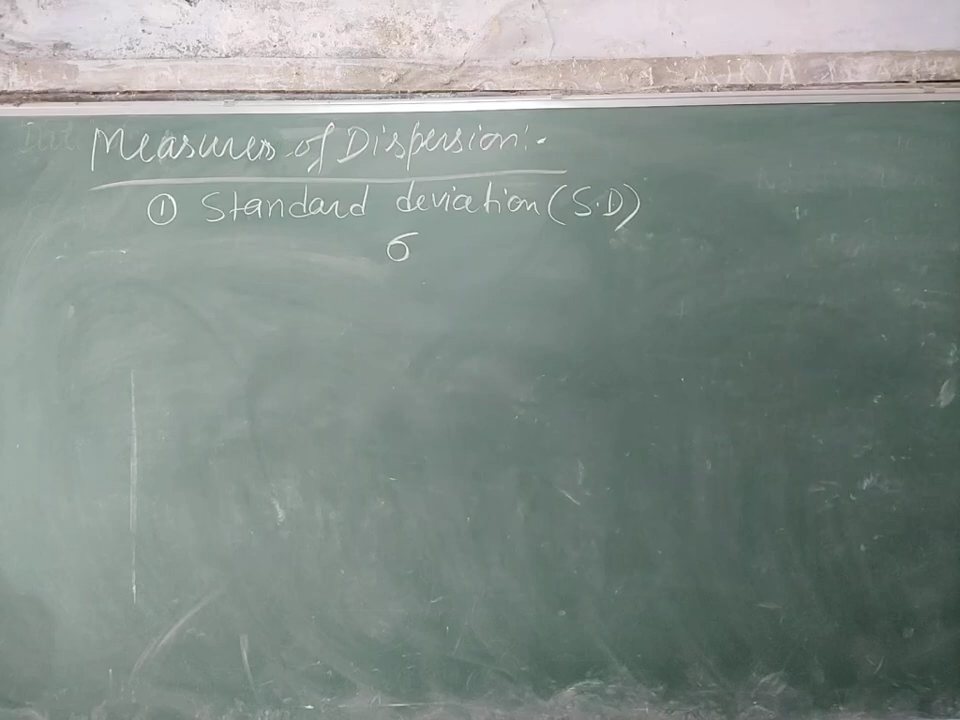 Measures of Dispersion:-
① Standard deviation (S.D)
σ